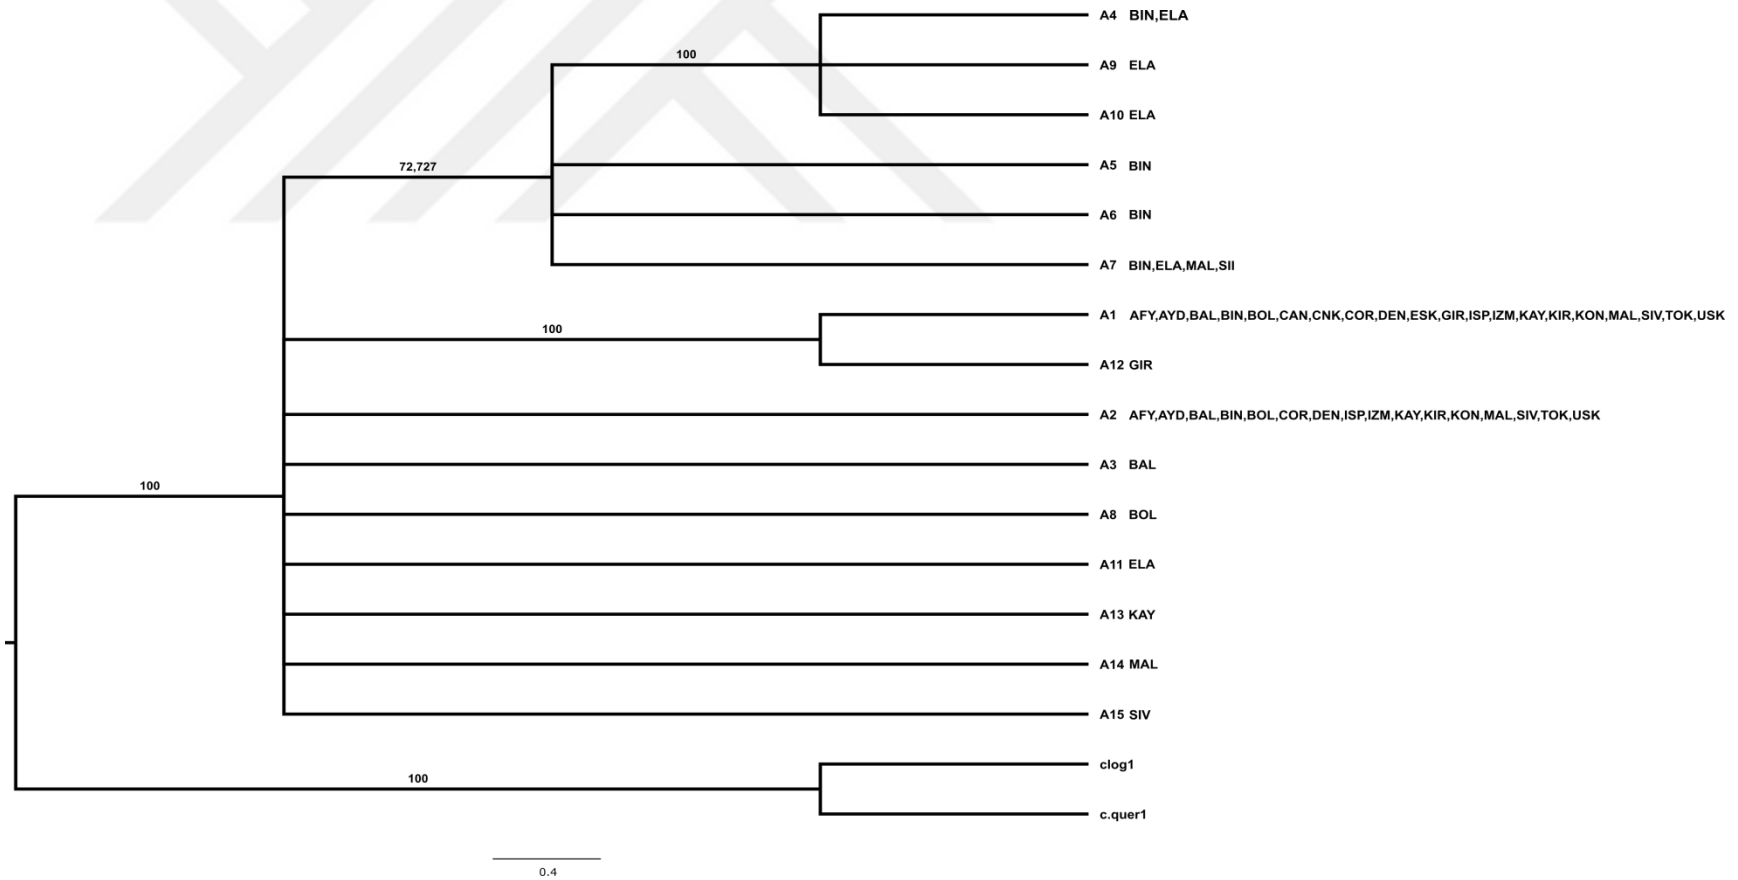 A4 BIN,ELA
100
A9 ELA
A10 ELA
72,727
A5 BIN
A6 BIN
A7 BIN,ELA,MAL,SII
A1 AFY,AYD,BAL,BIN,BOL,CAN,CNK,COR,DEN,ESK,GIR,ISP,IZM,KAY,KIR,KON,MAL,SIV,TOK,USK
100
A12 GIR
A2 AFY,AYD,BAL,BIN,BOL,COR,DEN,ISP,IZM,KAY,KIR,KON,MAL,SIV,TOK,USK
A3 BAL
100
A8 BOL
A11 ELA
A13 KAY
A14 MAL
A15 SIV
clog1
100
c.quer1
0.4